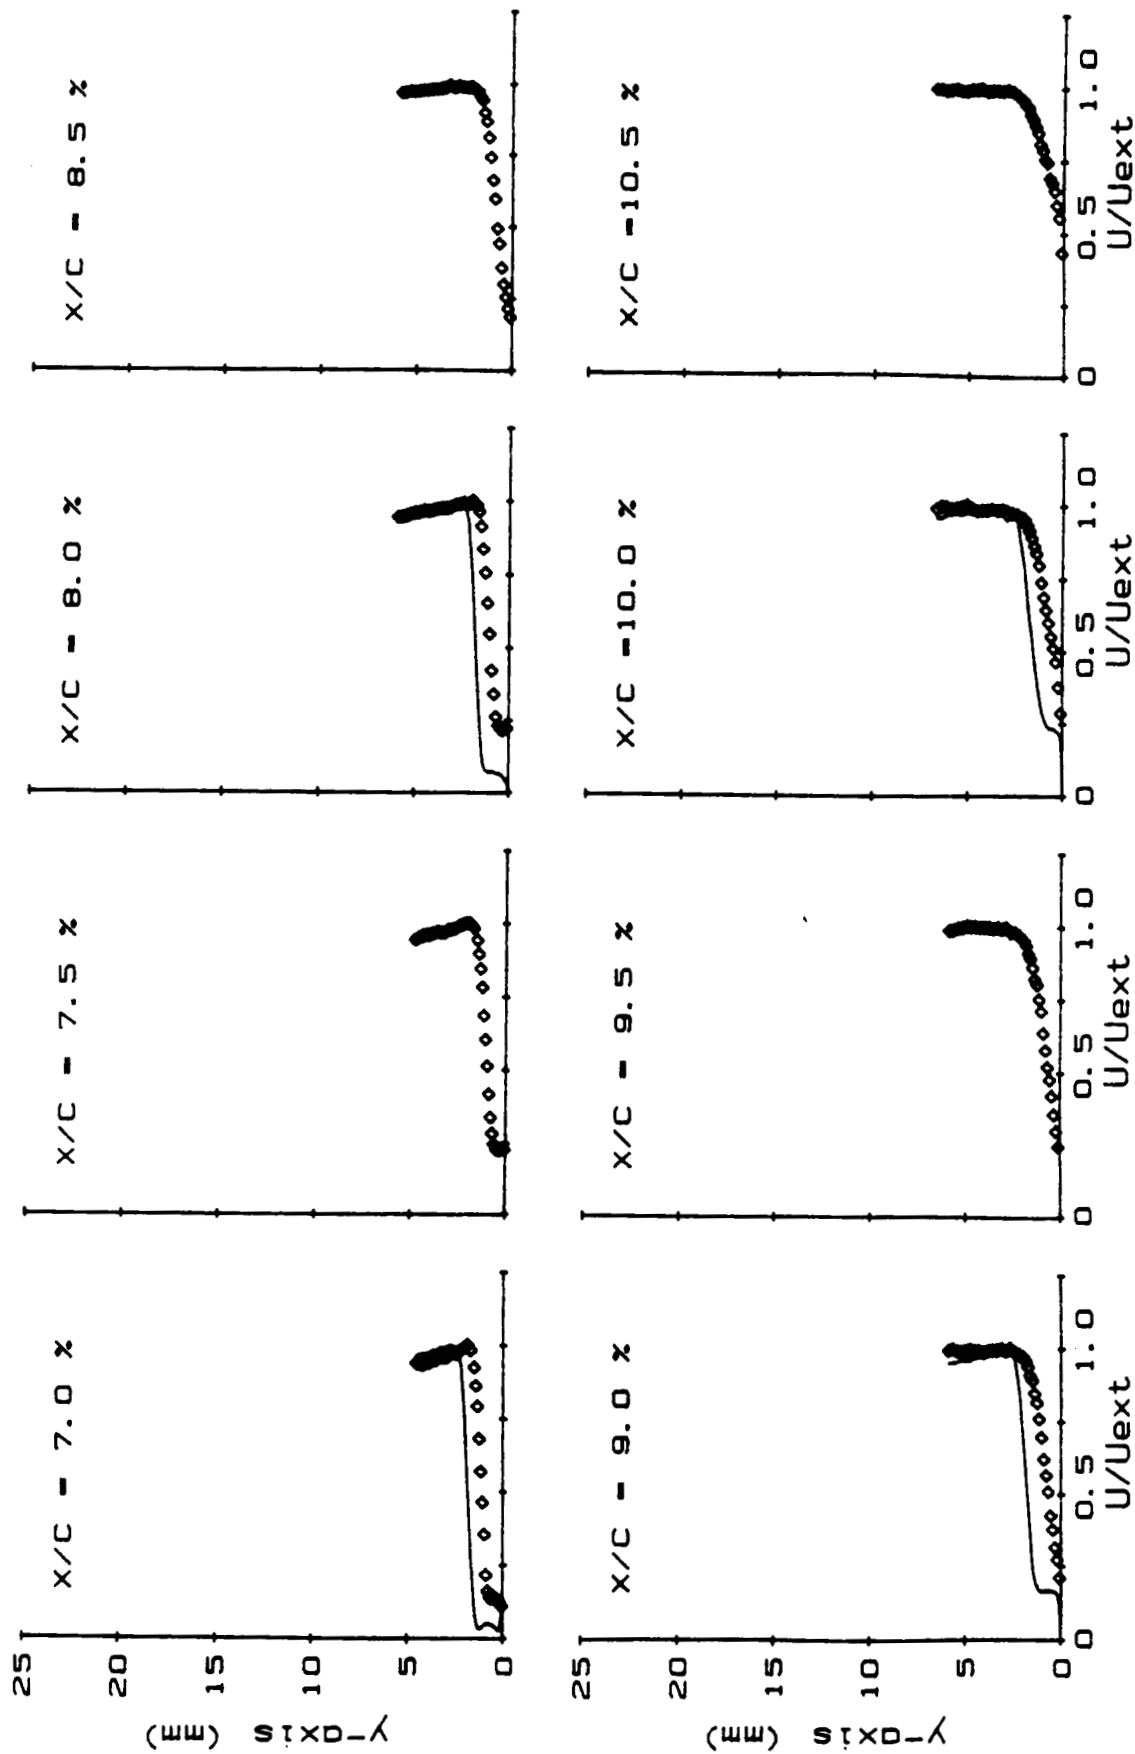 X/C = 7.0 %
X/C = 7.5 %
X/C = 8.0 %
X/C = 8.5 %
25
20
15
10
5
0
y-axis (mm)
X/C = 9.0 %
X/C = 9.5 %
X/C =10.0 %
X/C =10.5 %
25
20
15
10
5
0
y-axis (mm)
0 0.5 1.0
0 0.5 1.0
0 0.5 1.0
0 0.5 1.0
U/Uext
U/Uext
U/Uext
U/Uext